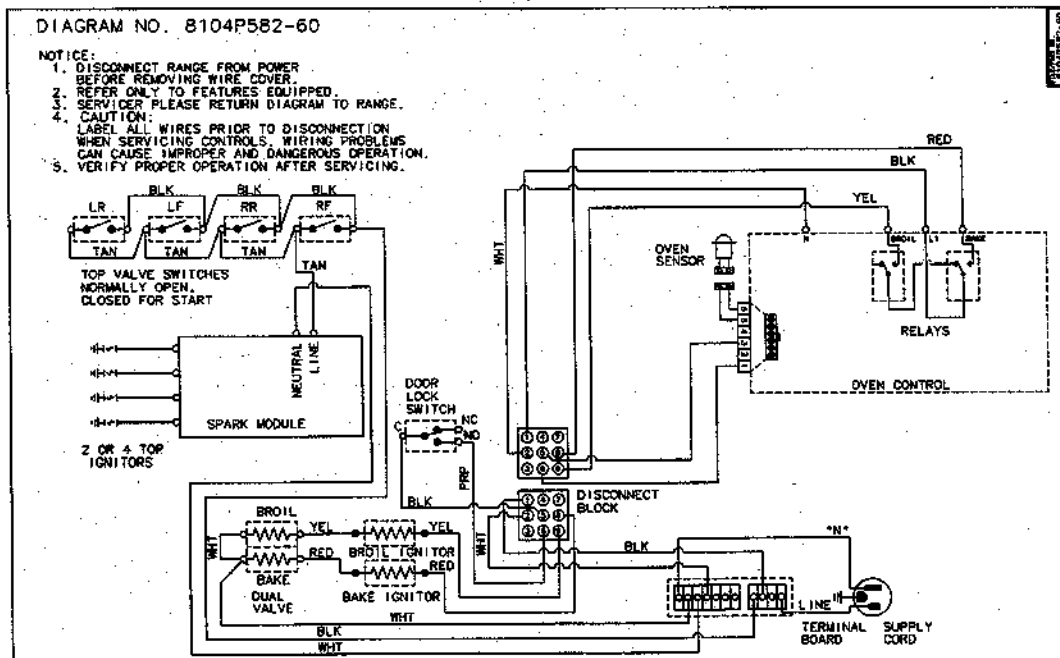 DIAGRAM NO. 8104P582-60
NOTICE:
1. DISCONNECT RANGE FROM POWER
BEFORE REMOVING WIRE COVER.
2. REFER ONLY TO FEATURES EQUIPPED.
3. SERVICER PLEASE RETURN DIAGRAM TO RANGE.
4. CAUTION:
LABEL ALL WIRES PRIOR TO DISCONNECTION
WHEN SERVICING CONTROLS. WIRING PROBLEMS
CAN CAUSE IMPROPER AND DANGEROUS OPERATION.
5. VERIFY PROPER OPERATION AFTER SERVICING.
RED
BLK
YEL
BLK BLK BLK
LR LF RR RF
TAN TAN TAN
TAN
TOP VALVE SWITCHES
NORMALLY OPEN.
CLOSED FOR START
WHT
OVEN
SENSOR
N BROIL L1 BAKE
RELAYS
OVEN CONTROL
NEUTRAL
LINE
SPARK MODULE
2 OR 4 TOP
IGNITORS
DOOR
LOCK
SWITCH
C
NC
NO
PRP
BLK
WHT
DISCONNECT
BLOCK
BROIL
YEL
YEL
BROIL IGNITOR
WHT
RED
RED
BAKE
DUAL
VALVE
BAKE IGNITOR
WHT
BLK
WHT
BLK
"N"
LINE
TERMINAL
BOARD
SUPPLY
CORD